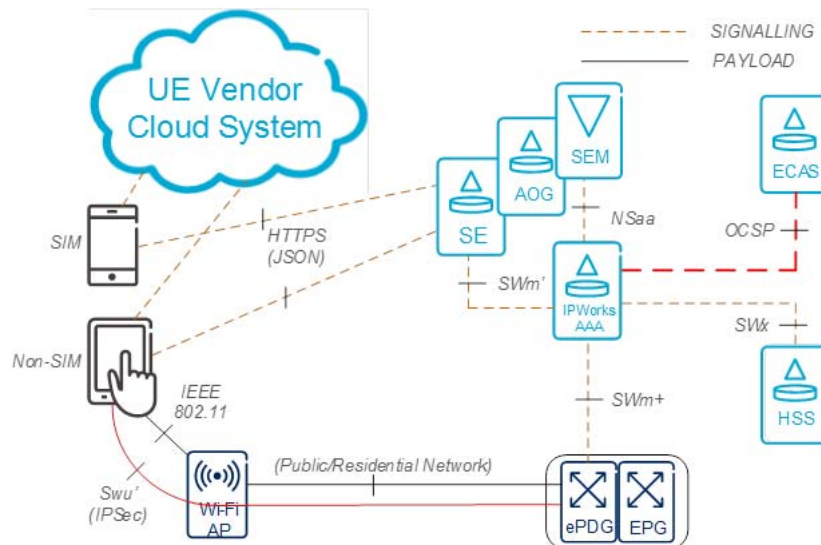 SIGNALLING
PAYLOAD
UE Vendor
Cloud System
SEM
ECAS
AOG
SE
SIM
HTTPS
(JSON)
NSaa
OCSP
SWm'
IPWorks
AAA
SWx
Non-SIM
IEEE
802.11
SWm+
HSS
(Public/Residential Network)
Swu'
(IPSec)
Wi-Fi
AP
ePDG
EPG